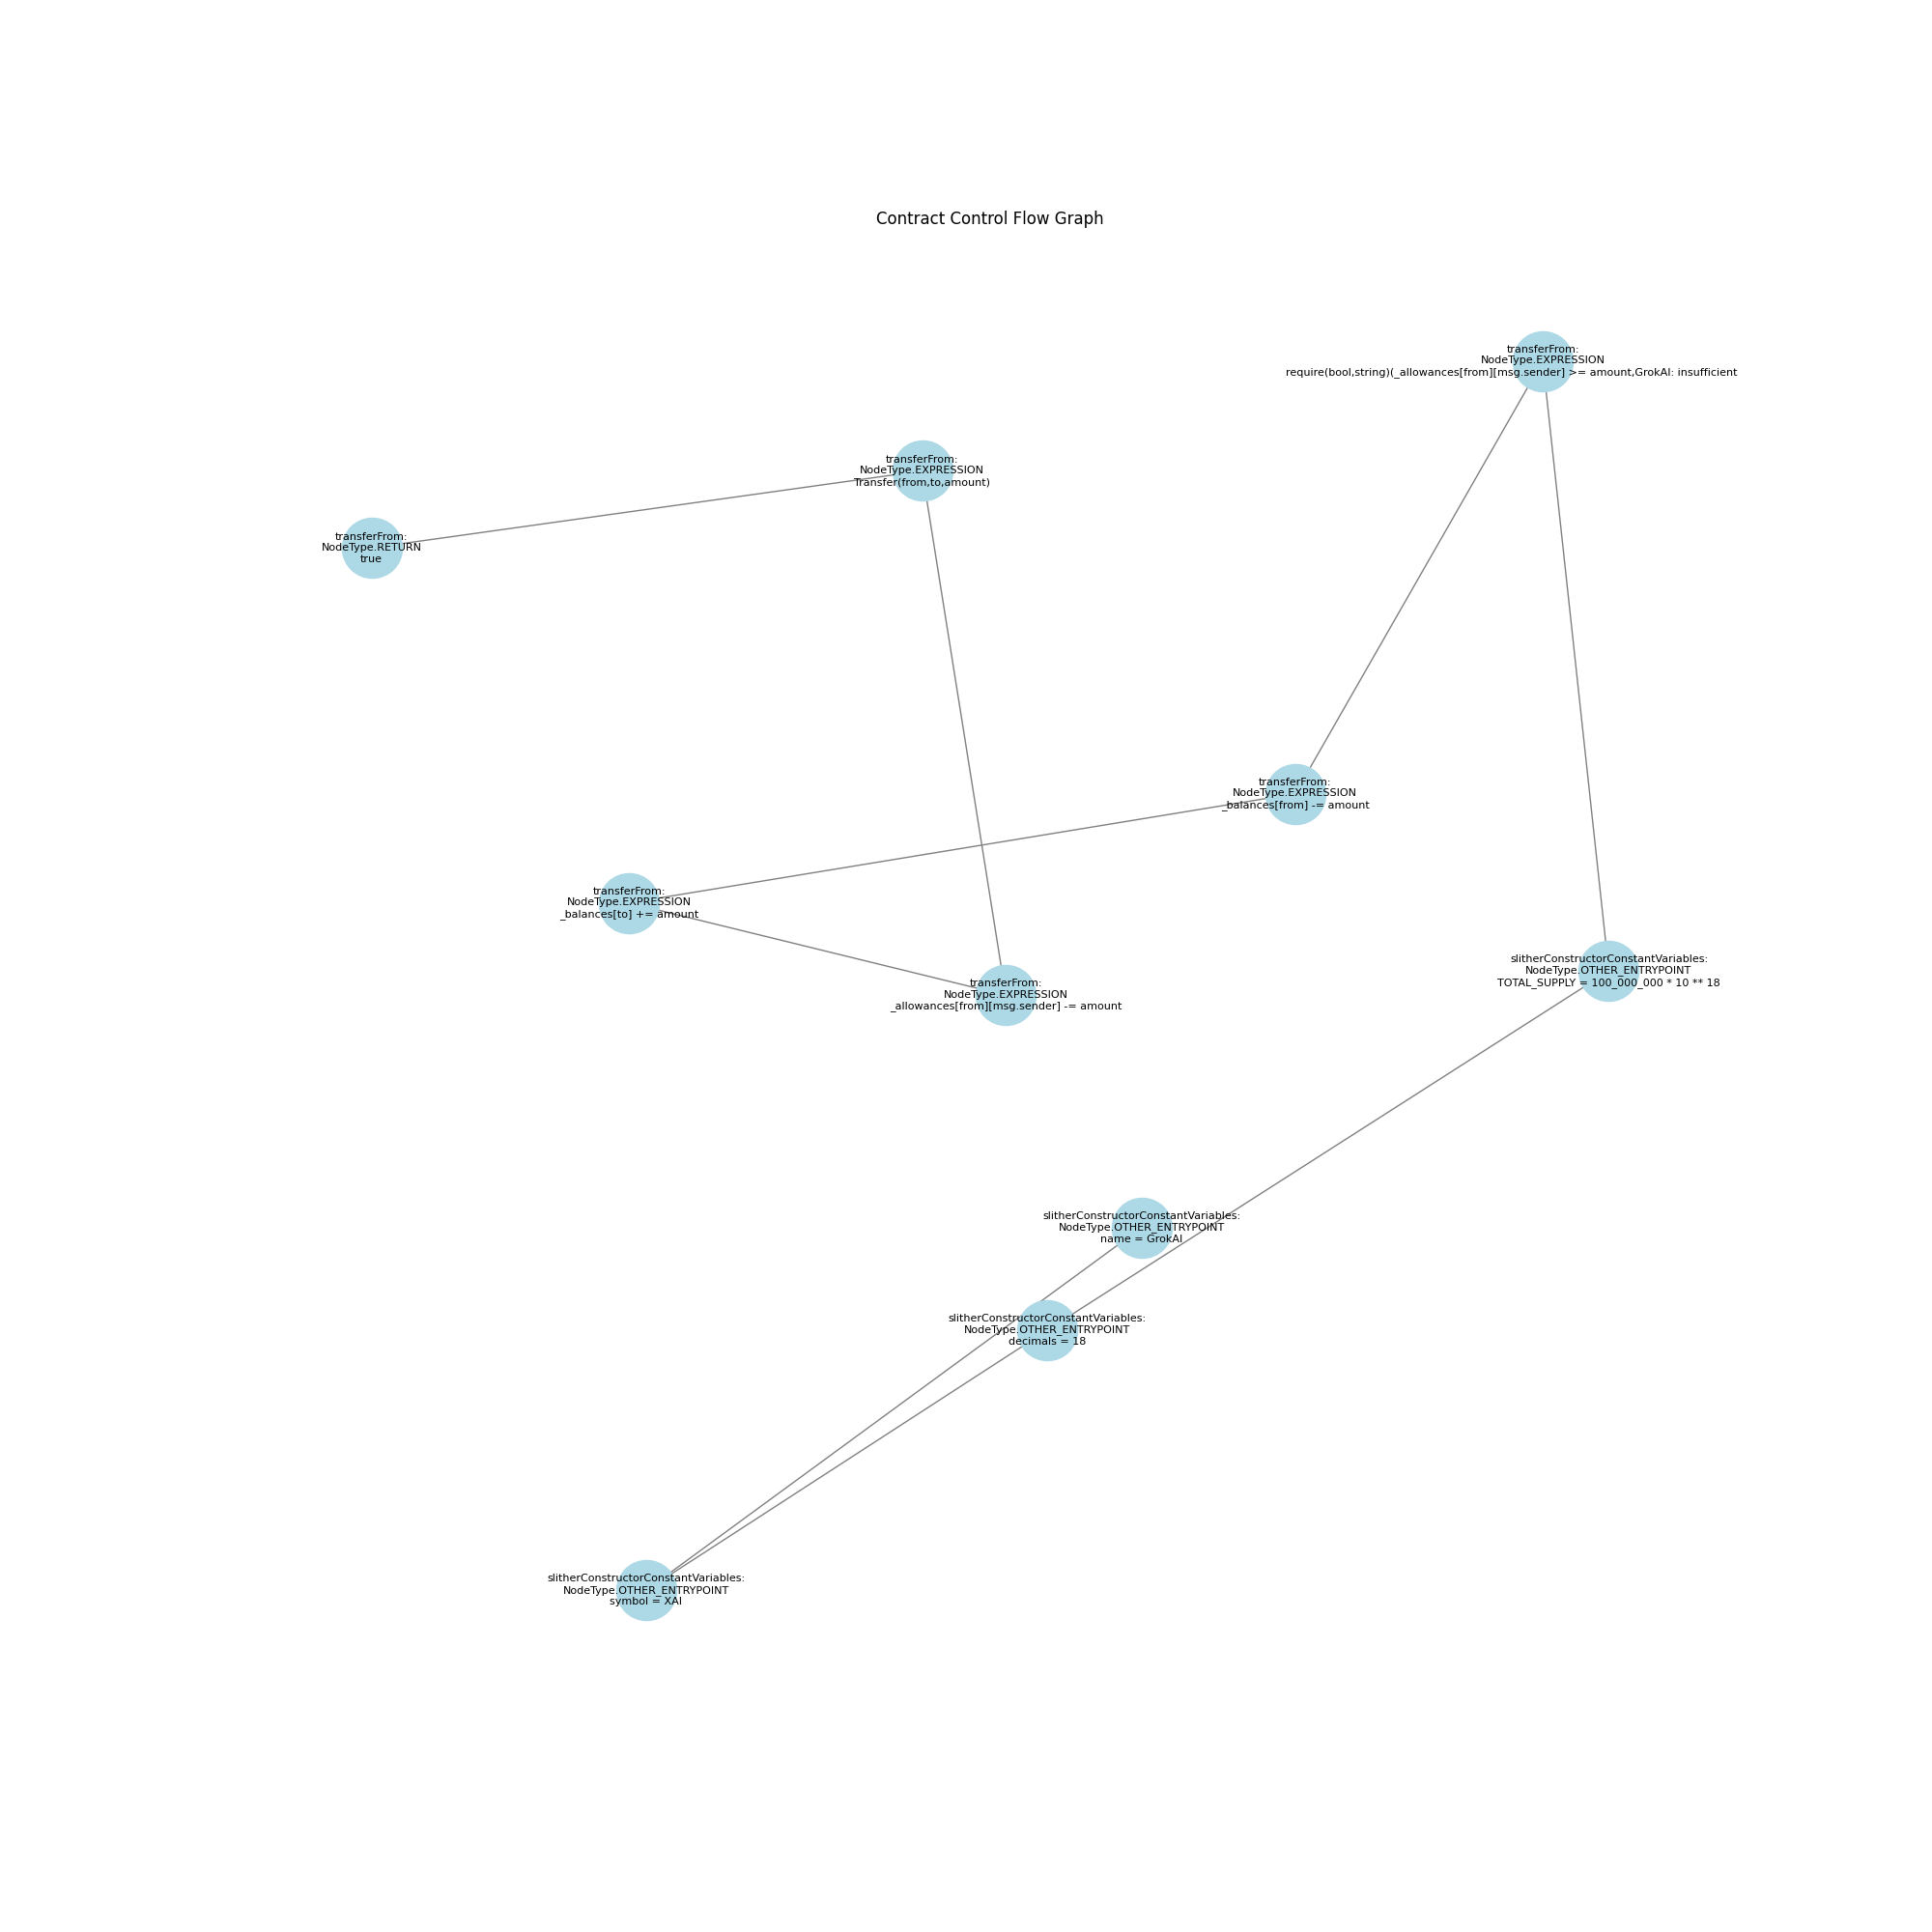 Contract Control Flow Graph
transferFrom:
NodeType.EXPRESSION
require(bool,string)(_allowances[from][msg.sender] >= amount,GrokAI: insufficient
transferFrom:
NodeType.EXPRESSION
Transfer(from,to,amount)
transferFrom:
NodeType.RETURN
true
transferFrom:
NodeType.EXPRESSION
_balances[from] -= amount
transferFrom:
NodeType.EXPRESSION
_balances[to] += amount
slitherConstructorConstantVariables:
NodeType.OTHER_ENTRYPOINT
TOTAL_SUPPLY = 100_000_000 * 10 ** 18
transferFrom:
NodeType.EXPRESSION
_allowances[from][msg.sender] -= amount
slitherConstructorConstantVariables:
NodeType.OTHER_ENTRYPOINT
name = GrokAI
slitherConstructorConstantVariables:
NodeType.OTHER_ENTRYPOINT
decimals = 18
slitherConstructorConstantVariables:
NodeType.OTHER_ENTRYPOINT
symbol = XAI